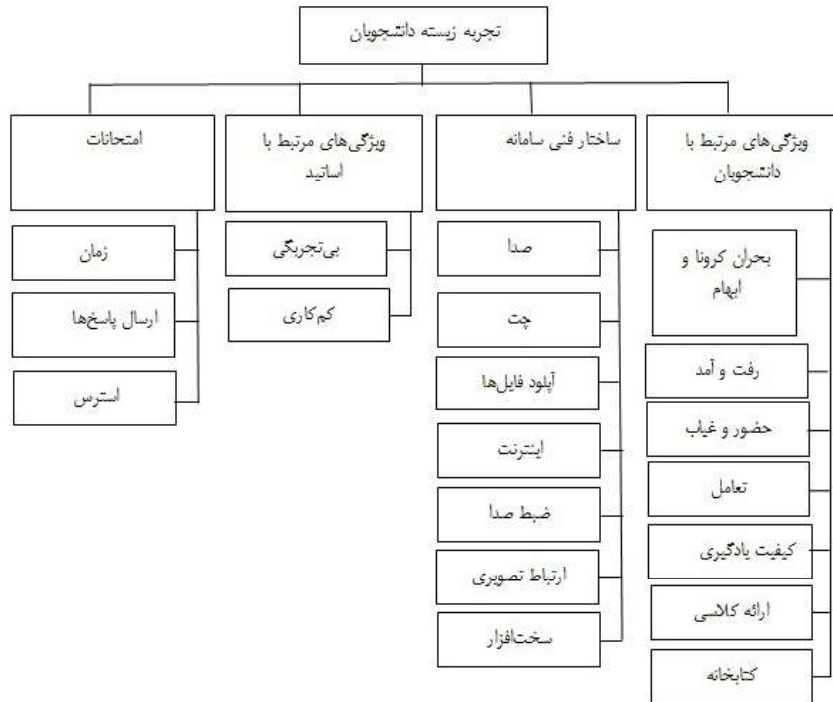 تجربه زیسته دانشجویان
ویژگی‌های مرتبط با
دانشجویان
بحران کرونا و
ابهام
رفت و آمد
حضور و غیاب
تعامل
کیفیت یادگیری
ارائه کلاسی
کتابخانه
ساختار فنی سامانه
صدا
چت
آپلود فایل‌ها
اینترنت
ضبط صدا
ارتباط تصویری
سخت‌افزار
ویژگی‌های مرتبط با
اساتید
بی‌تجربگی
کم‌کاری
امتحانات
زمان
ارسال پاسخ‌ها
استرس